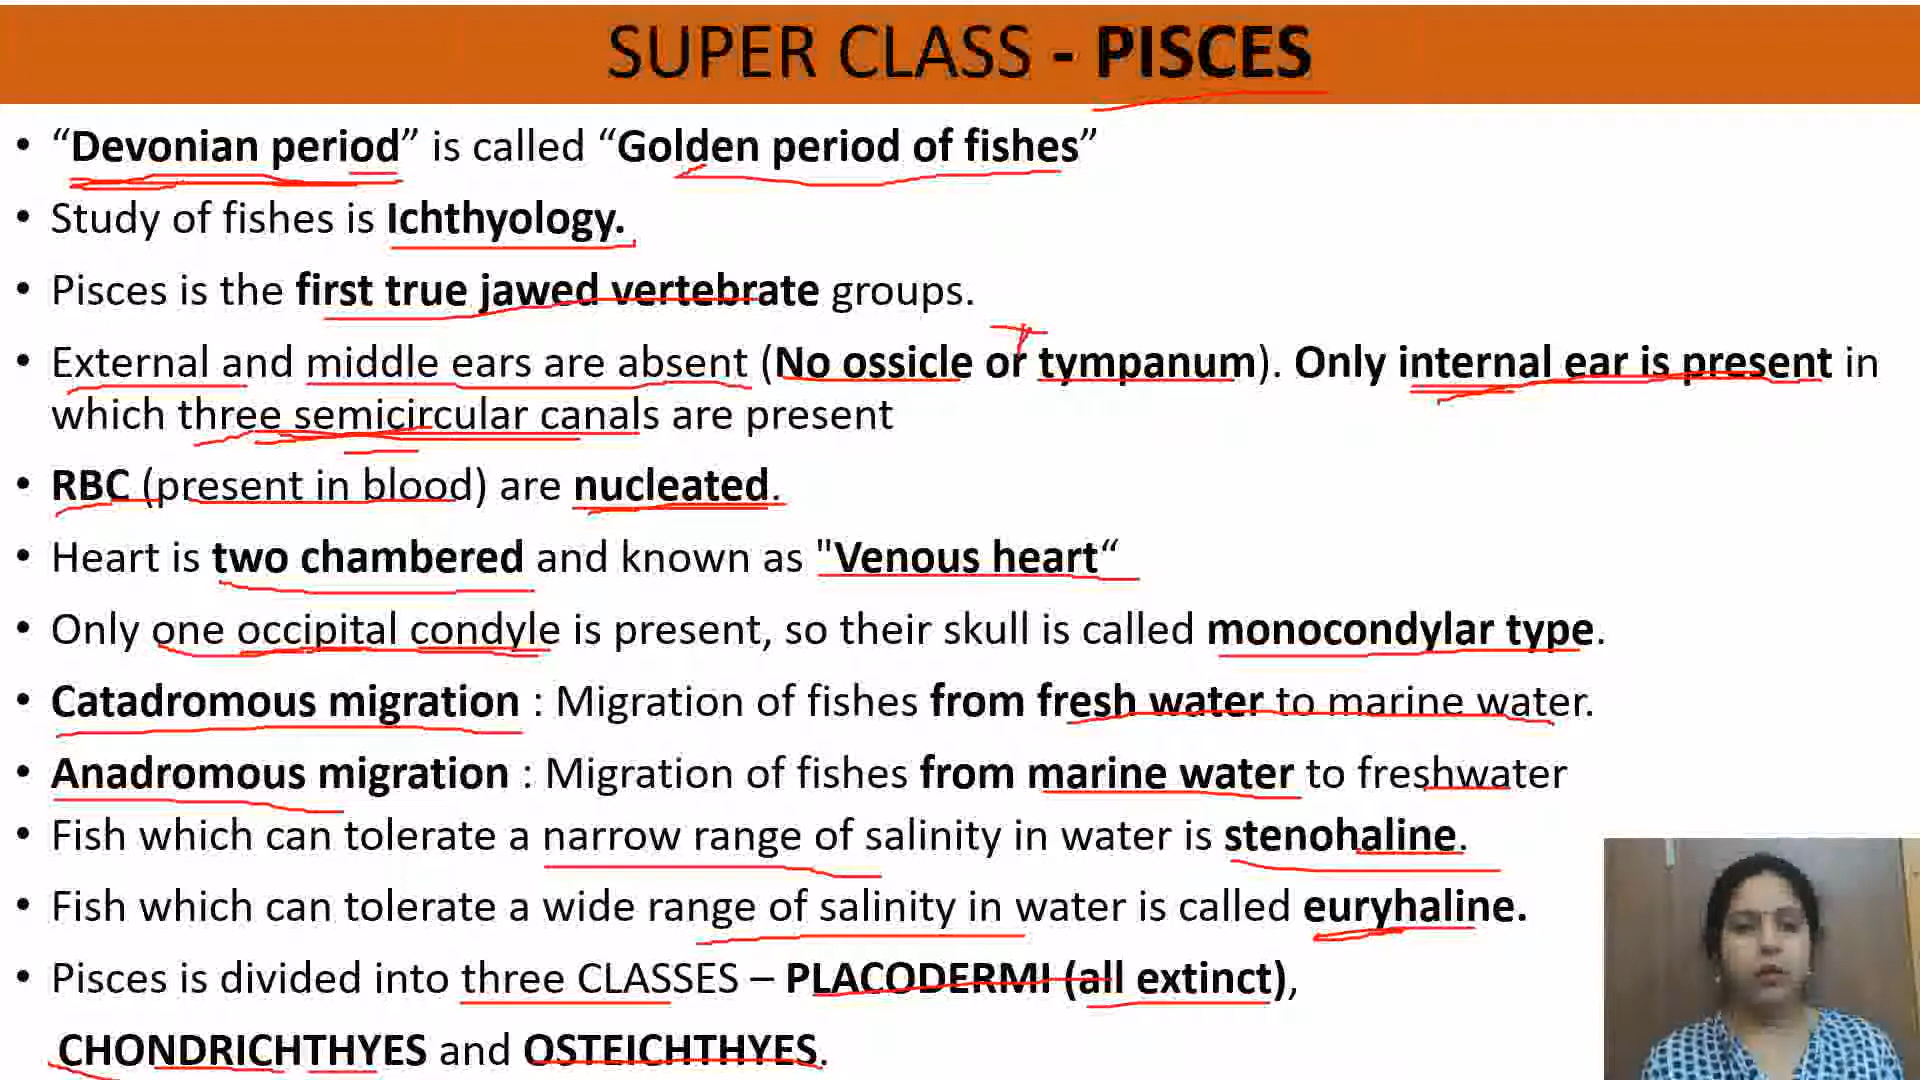 SUPER CLASS - PISCES
• “Devonian period” is called “Golden period of fishes”
• Study of fishes is Ichthyology.
• Pisces is the first true jawed vertebrate groups.
• External and middle ears are absent (No ossicle or tympanum). Only internal ear is present in
which three semicircular canals are present
• RBC (present in blood) are nucleated.
• Heart is two chambered and known as "Venous heart“
• Only one occipital condyle is present, so their skull is called monocondylar type.
• Catadromous migration : Migration of fishes from fresh water to marine water.
• Anadromous migration : Migration of fishes from marine water to freshwater
• Fish which can tolerate a narrow range of salinity in water is stenohaline.
• Fish which can tolerate a wide range of salinity in water is called euryhaline.
• Pisces is divided into three CLASSES – PLACODERMI (all extinct),
CHONDRICHTHYES and OSTEICHTHYES.